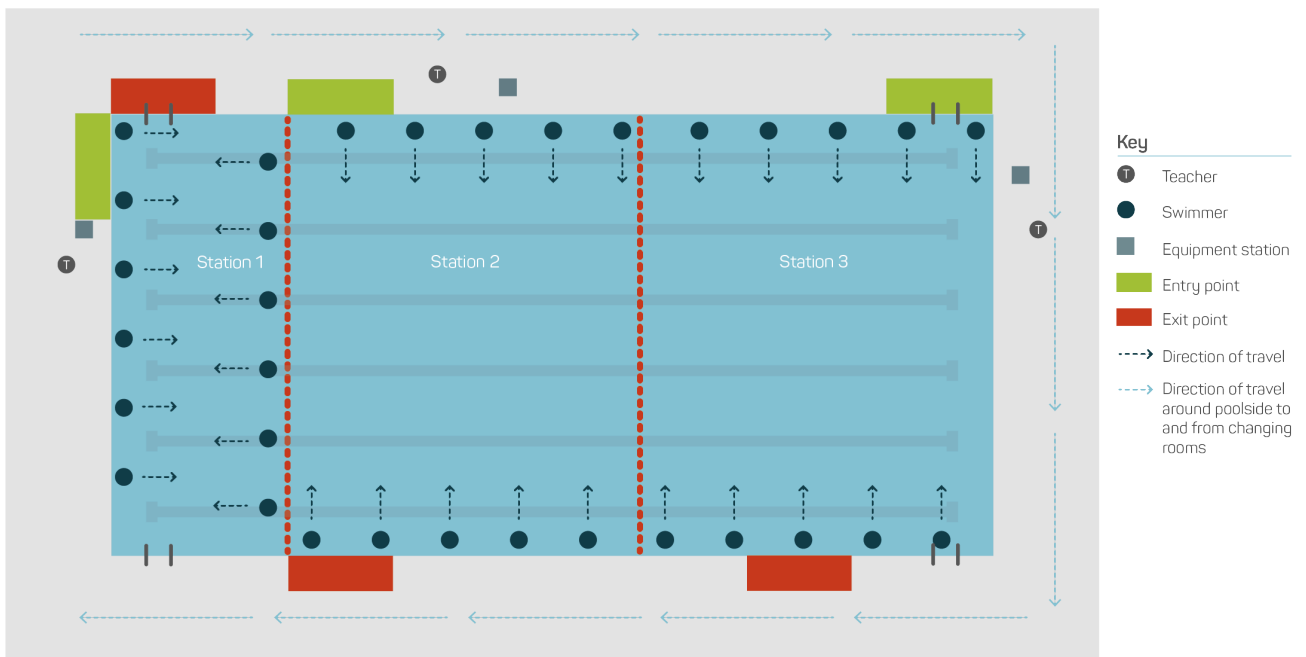 T
T
T
Station 1
Station 2
Station 3
Key
T
Teacher
Swimmer
Equipment station
Entry point
Exit point
Direction of travel
Direction of travel
around poolside to
and from changing
rooms